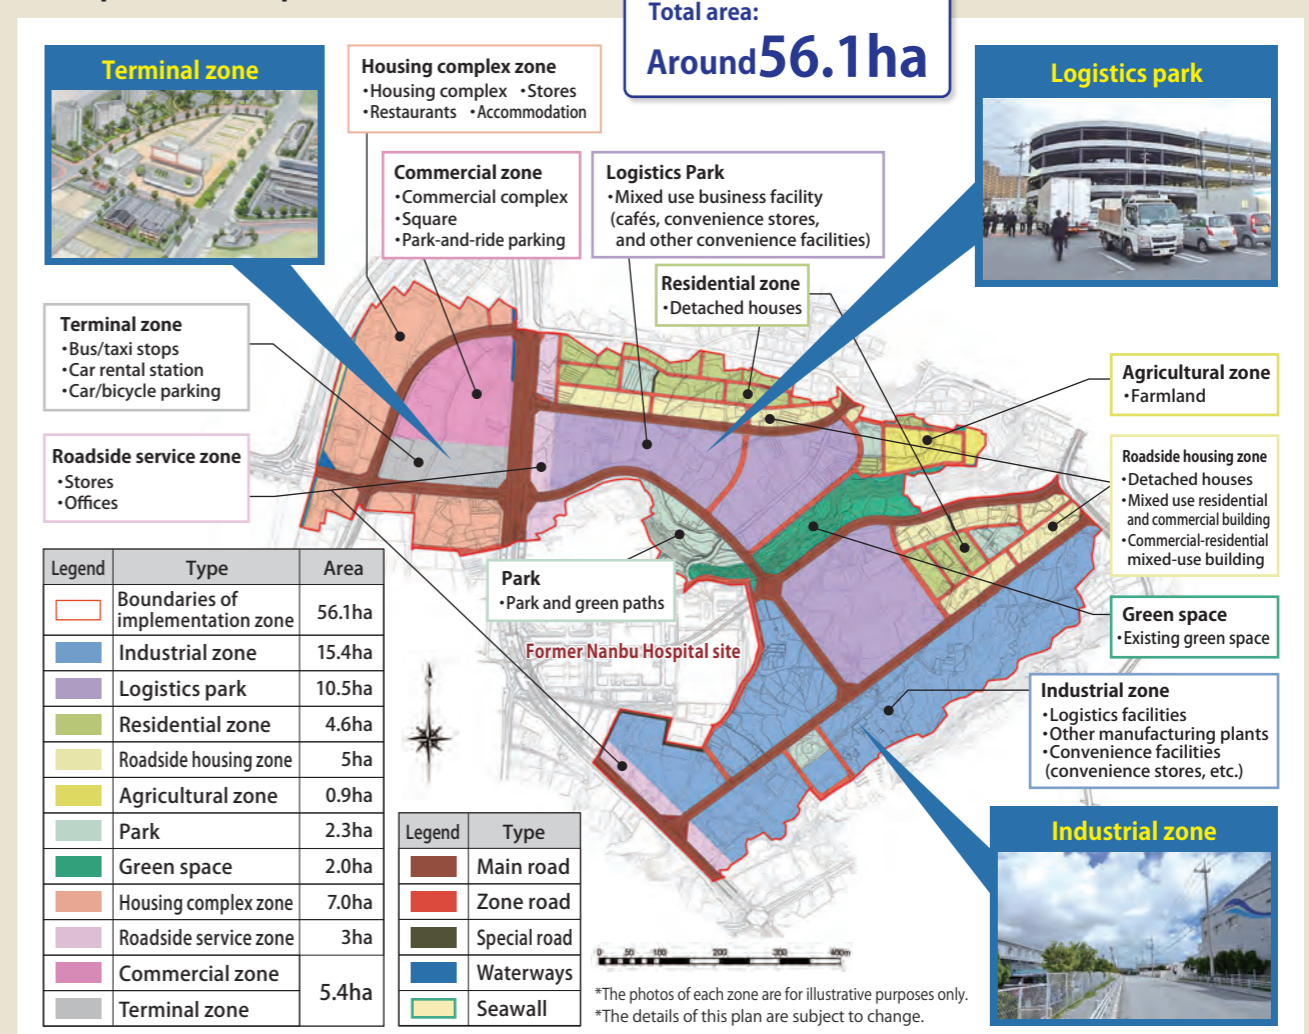 Total area:
Around 56.1ha
Terminal zone
Housing complex zone
・Housing complex ・Stores
・Restaurants ・Accommodation
Logistics park
Commercial zone
・Commercial complex
・Square
・Park-and-ride parking
Logistics Park
・Mixed use business facility
(cafés, convenience stores,
and other convenience facilities)
Residential zone
・Detached houses
Terminal zone
・Bus/taxi stops
・Car rental station
・Car/bicycle parking
Agricultural zone
・Farmland
Roadside service zone
・Stores
・Offices
Roadside housing zone
・Detached houses
・Mixed use residential
and commercial building
・Commercial-residential
mixed-use building
Park
・Park and green paths
Green space
・Existing green space
Former Nanbu Hospital site
Industrial zone
・Logistics facilities
・Other manufacturing plants
・Convenience facilities
(convenience stores, etc.)
Industrial zone
Legend Type Area
Boundaries of
implementation zone 56.1ha
Industrial zone 15.4ha
Logistics park 10.5ha
Residential zone 4.6ha
Roadside housing zone 5ha
Agricultural zone 0.9ha
Park 2.3ha
Green space 2.0ha
Housing complex zone 7.0ha
Roadside service zone 3ha
Commercial zone
5.4ha
Terminal zone
Legend Type
Main road
Zone road
Special road
Waterways
Seawall
0 50 100 200 300 400m
*The photos of each zone are for illustrative purposes only.
*The details of this plan are subject to change.